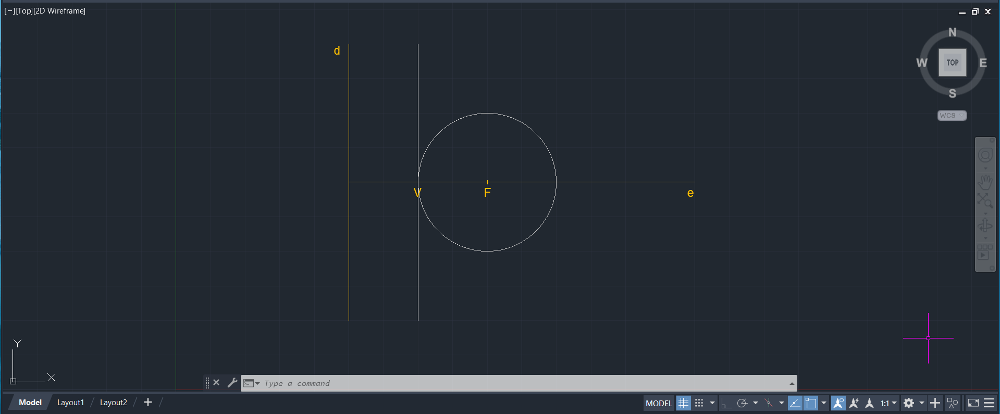 [−][Top][2D Wireframe]
N
W TOP E
S
WCS
d
V F e
Y
X
Type a command
Model Layout1 Layout2
MODEL 1:1